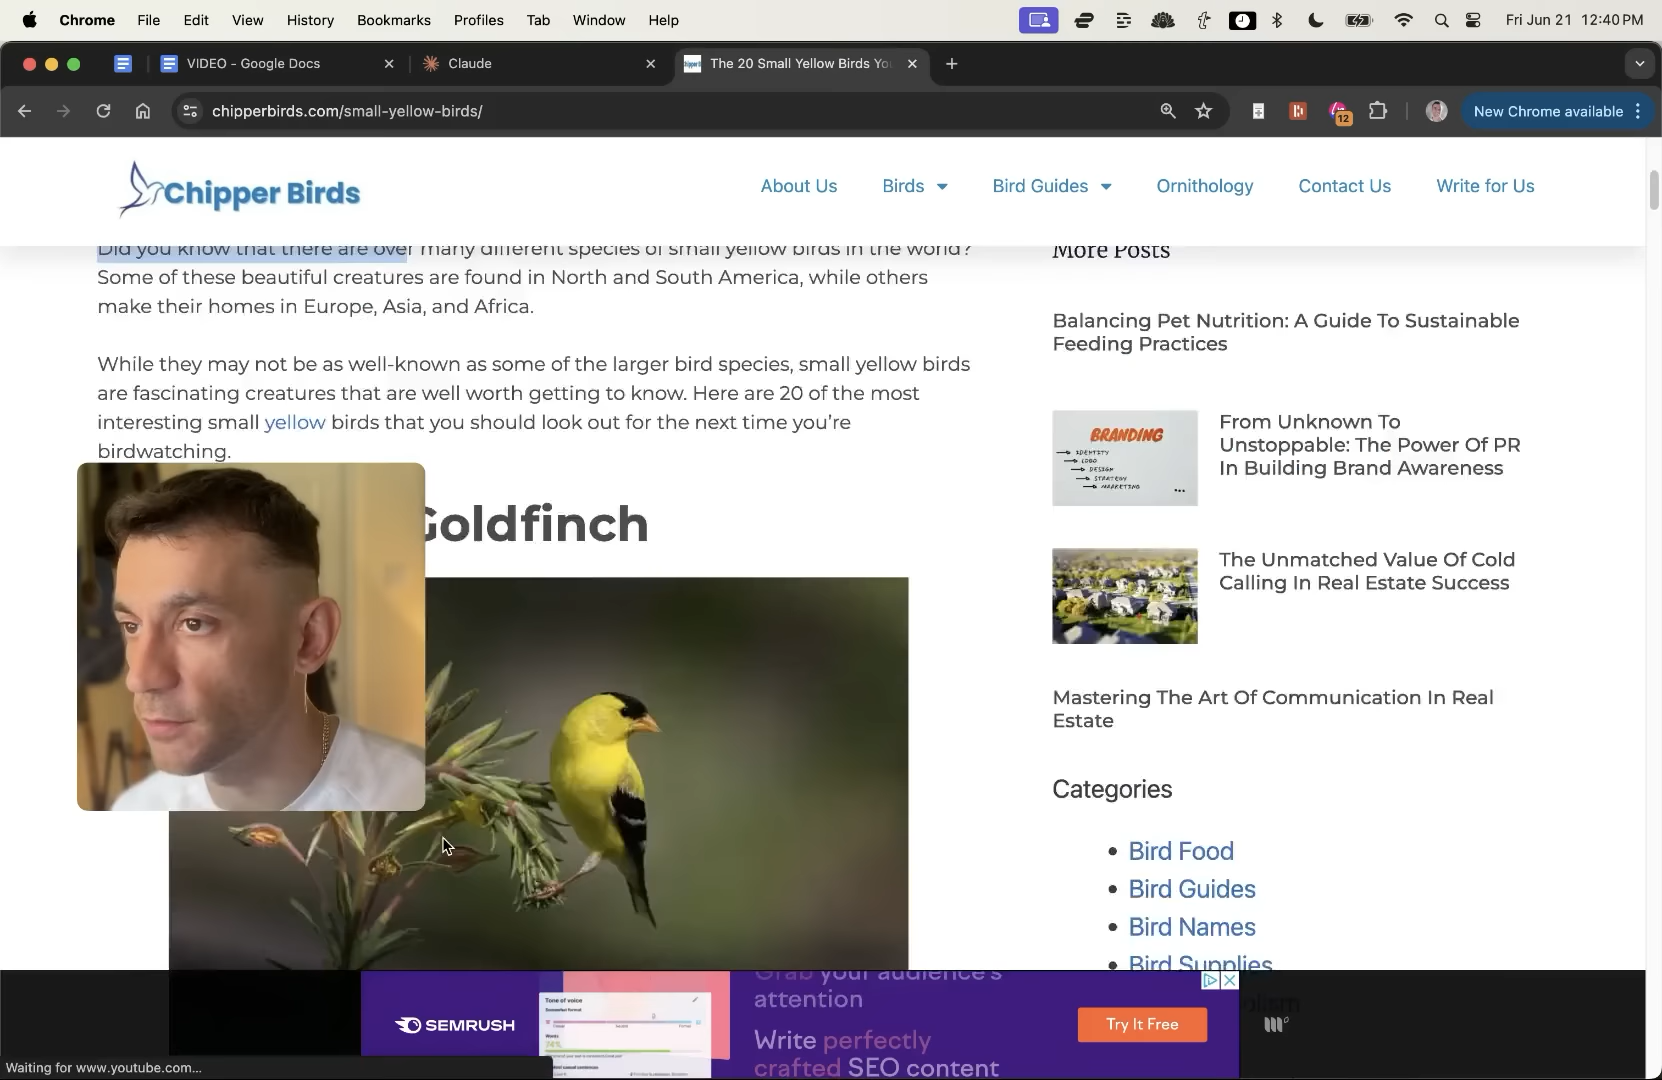 Chrome File Edit View History Bookmarks Profiles Tab Window Help Fri Jun 21 12:40 PM
VIDEO - Google Docs Claude The 20 Small Yellow Birds Yo
chipperbirds.com/small-yellow-birds/ 12 New Chrome available
Chipper Birds About Us Birds Bird Guides Ornithology Contact Us Write for Us
Did you know that there are over many different species of small yellow birds in the world?
Some of these beautiful creatures are found in North and South America, while others
make their homes in Europe, Asia, and Africa.
While they may not be as well-known as some of the larger bird species, small yellow birds
are fascinating creatures that are well worth getting to know. Here are 20 of the most
interesting small yellow birds that you should look out for the next time you're
birdwatching.
Goldfinch
More Posts
Balancing Pet Nutrition: A Guide To Sustainable
Feeding Practices
BRANDING
IDENTITY
LOGO
DESIGN
STRATEGY
MARKETING
From Unknown To
Unstoppable: The Power Of PR
In Building Brand Awareness
The Unmatched Value Of Cold
Calling In Real Estate Success
Mastering The Art Of Communication In Real
Estate
Categories
Bird Food
Bird Guides
Bird Names
Bird Supplies
SEMRUSH
Tone of voice
Grab your audience's
attention
Write perfectly
crafted SEO content
Try It Free
Waiting for www.youtube.com...